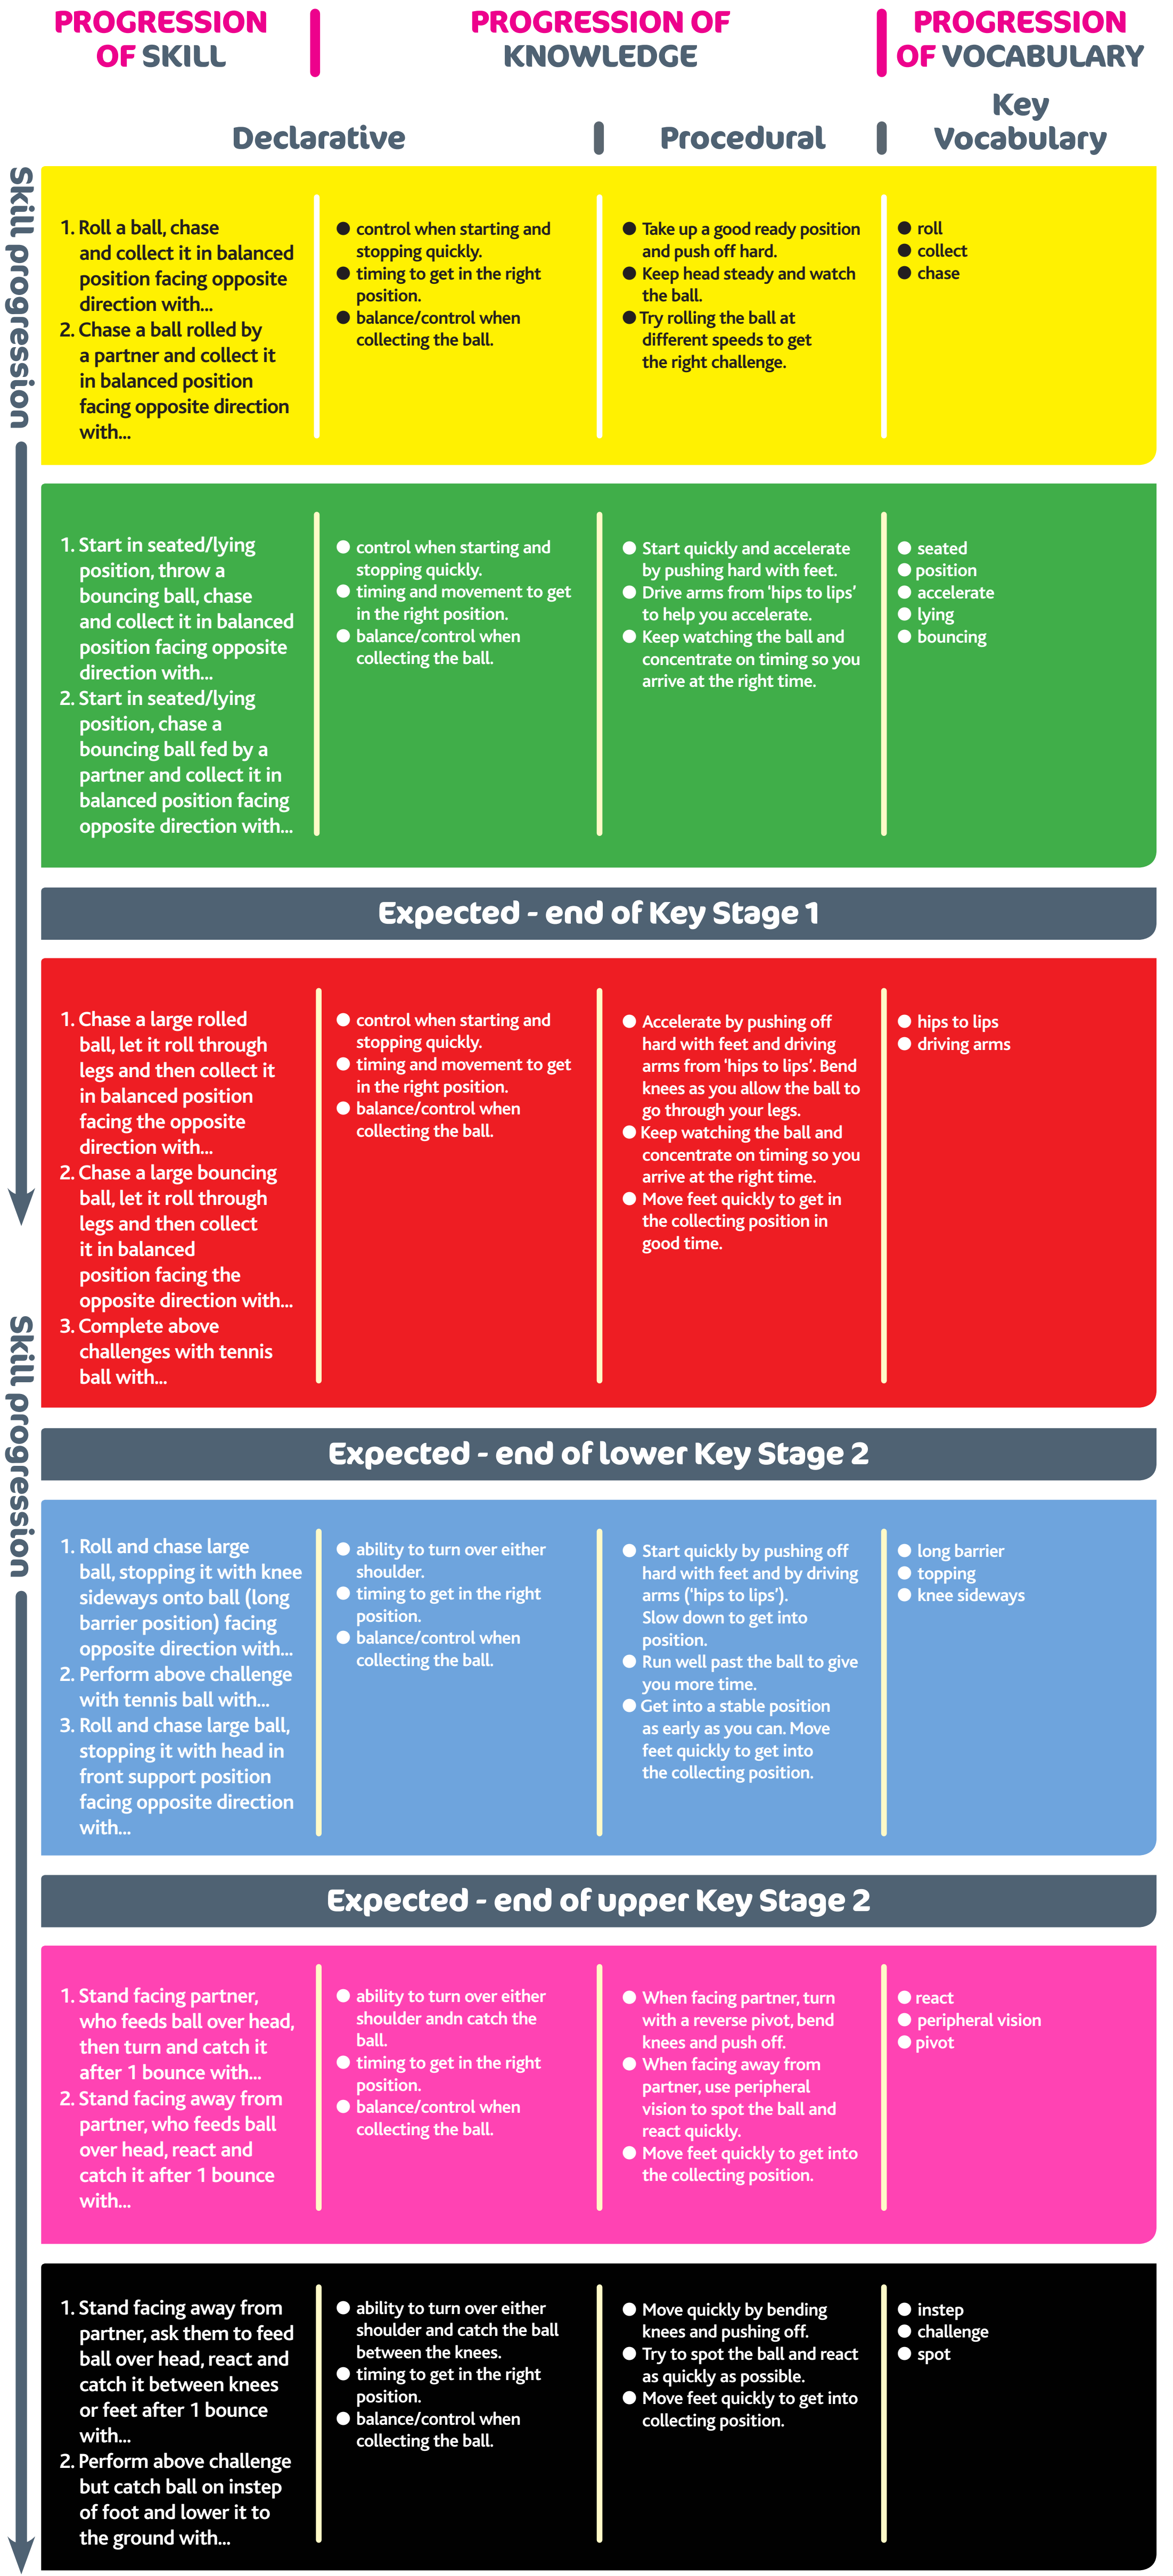 PROGRESSION
OF SKILL
PROGRESSION OF
KNOWLEDGE
PROGRESSION
OF VOCABULARY
Declarative
Procedural
Key
Vocabulary
Skill progression
1. Roll a ball, chase
and collect it in balanced
position facing opposite
direction with...
2. Chase a ball rolled by
a partner and collect it
in balanced position
facing opposite direction
with...
● control when starting and
stopping quickly.
● timing to get in the right
position.
● balance/control when
collecting the ball.
● Take up a good ready position
and push off hard.
● Keep head steady and watch
the ball.
● Try rolling the ball at
different speeds to get
the right challenge.
● roll
● collect
● chase
1. Start in seated/lying
position, throw a
bouncing ball, chase
and collect it in balanced
position facing opposite
direction with...
2. Start in seated/lying
position, chase a
bouncing ball fed by a
partner and collect it in
balanced position facing
opposite direction with...
● control when starting and
stopping quickly.
● timing and movement to get
in the right position.
● balance/control when
collecting the ball.
● Start quickly and accelerate
by pushing hard with feet.
● Drive arms from ‘hips to lips’
to help you accelerate.
● Keep watching the ball and
concentrate on timing so you
arrive at the right time.
● seated
● position
● accelerate
● lying
● bouncing
Expected - end of Key Stage 1
1. Chase a large rolled
ball, let it roll through
legs and then collect it
in balanced position
facing the opposite
direction with...
2. Chase a large bouncing
ball, let it roll through
legs and then collect
it in balanced
position facing the
opposite direction with...
3. Complete above
challenges with tennis
ball with...
● control when starting and
stopping quickly.
● timing and movement to get
in the right position.
● balance/control when
collecting the ball.
● Accelerate by pushing off
hard with feet and driving
arms from ‘hips to lips’. Bend
knees as you allow the ball to
go through your legs.
● Keep watching the ball and
concentrate on timing so you
arrive at the right time.
● Move feet quickly to get in
the collecting position in
good time.
● hips to lips
● driving arms
Skill progression
Expected - end of lower Key Stage 2
1. Roll and chase large
ball, stopping it with knee
sideways onto ball (long
barrier position) facing
opposite direction with...
2. Perform above challenge
with tennis ball with...
3. Roll and chase large ball,
stopping it with head in
front support position
facing opposite direction
with...
● ability to turn over either
shoulder.
● timing to get in the right
position.
● balance/control when
collecting the ball.
● Start quickly by pushing off
hard with feet and by driving
arms (‘hips to lips’).
Slow down to get into
position.
● Run well past the ball to give
you more time.
● Get into a stable position
as early as you can. Move
feet quickly to get into
the collecting position.
● long barrier
● topping
● knee sideways
Expected - end of upper Key Stage 2
1. Stand facing partner,
who feeds ball over head,
then turn and catch it
after 1 bounce with...
2. Stand facing away from
partner, who feeds ball
over head, react and
catch it after 1 bounce
with...
● ability to turn over either
shoulder andn catch the
ball.
● timing to get in the right
position.
● balance/control when
collecting the ball.
● When facing partner, turn
with a reverse pivot, bend
knees and push off.
● When facing away from
partner, use peripheral
vision to spot the ball and
react quickly.
● Move feet quickly to get into
the collecting position.
● react
● peripheral vision
● pivot
1. Stand facing away from
partner, ask them to feed
ball over head, react and
catch it between knees
or feet after 1 bounce
with...
2. Perform above challenge
but catch ball on instep
of foot and lower it to
the ground with...
● ability to turn over either
shoulder and catch the ball
between the knees.
● timing to get in the right
position.
● balance/control when
collecting the ball.
● Move quickly by bending
knees and pushing off.
● Try to spot the ball and react
as quickly as possible.
● Move feet quickly to get into
collecting position.
● instep
● challenge
● spot